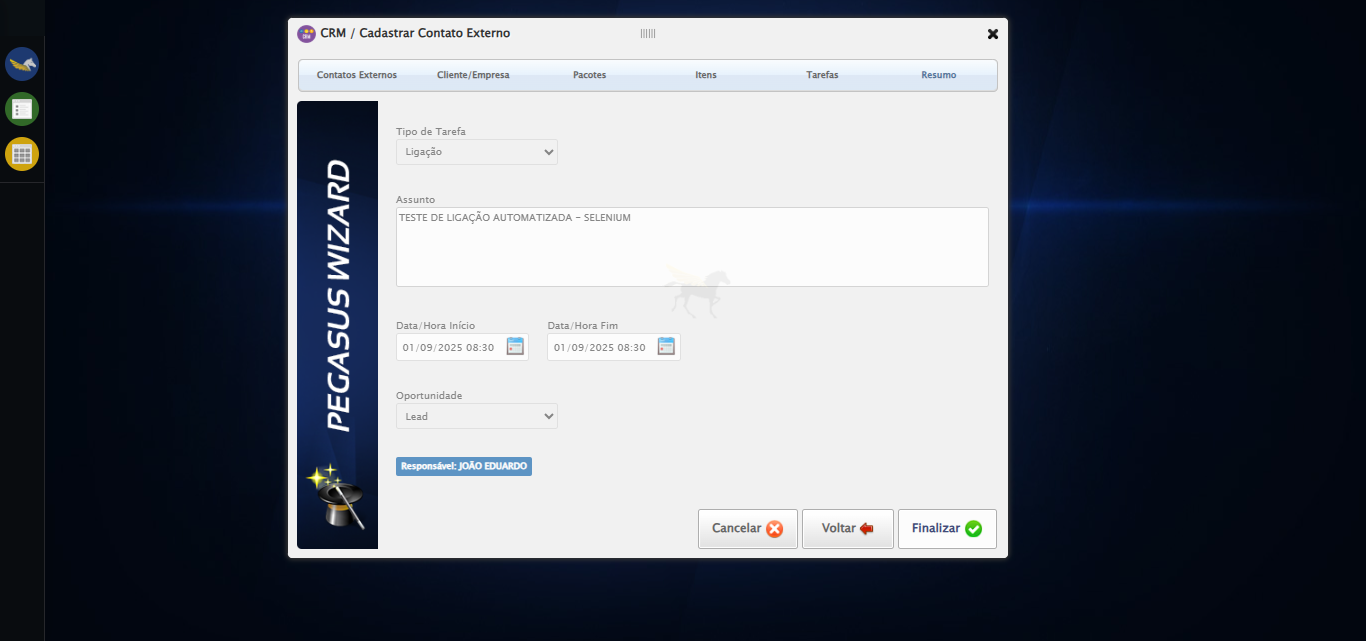 CRM / Cadastrar Contato Externo
Contatos Externos Cliente/Empresa Pacotes Itens Tarefas Resumo
PEGASUS WIZARD
Tipo de Tarefa
Ligação
Assunto
TESTE DE LIGAÇÃO AUTOMATIZADA - SELENIUM
Data/Hora Início Data/Hora Fim
01/09/2025 08:30 01/09/2025 08:30
Oportunidade
Lead
Responsável: JOÃO EDUARDO
Cancelar Voltar Finalizar